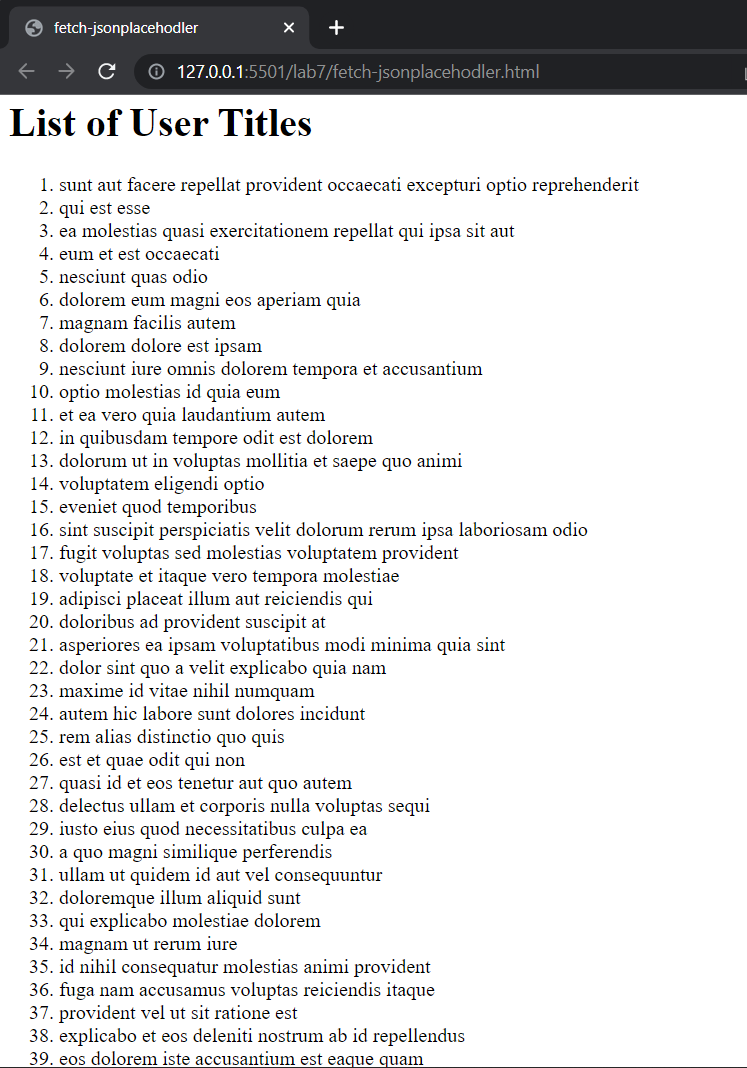 fetch-jsonplacehodler
127.0.0.1:5501/lab7/fetch-jsonplacehodler.html
List of User Titles
1. sunt aut facere repellat provident occaecati excepturi optio reprehenderit
2. qui est esse
3. ea molestias quasi exercitationem repellat qui ipsa sit aut
4. eum et est occaecati
5. nesciunt quas odio
6. dolorem eum magni eos aperiam quia
7. magnam facilis autem
8. dolorem dolore est ipsam
9. nesciunt iure omnis dolorem tempora et accusantium
10. optio molestias id quia eum
11. et ea vero quia laudantium autem
12. in quibusdam tempore odit est dolorem
13. dolorum ut in voluptas mollitia et saepe quo animi
14. voluptatem eligendi optio
15. eveniet quod temporibus
16. sint suscipit perspiciatis velit dolorum rerum ipsa laboriosam odio
17. fugit voluptas sed molestias voluptatem provident
18. voluptate et itaque vero tempora molestiae
19. adipisci placeat illum aut reiciendis qui
20. doloribus ad provident suscipit at
21. asperiores ea ipsam voluptatibus modi minima quia sint
22. dolor sint quo a velit explicabo quia nam
23. maxime id vitae nihil numquam
24. autem hic labore sunt dolores incidunt
25. rem alias distinctio quo quis
26. est et quae odit qui non
27. quasi id et eos tenetur aut quo autem
28. delectus ullam et corporis nulla voluptas sequi
29. iusto eius quod necessitatibus culpa ea
30. a quo magni similique perferendis
31. ullam ut quidem id aut vel consequuntur
32. doloremque illum aliquid sunt
33. qui explicabo molestiae dolorem
34. magnam ut rerum iure
35. id nihil consequatur molestias animi provident
36. fuga nam accusamus voluptas reiciendis itaque
37. provident vel ut sit ratione est
38. explicabo et eos deleniti nostrum ab id repellendus
39. eos dolorem iste accusantium est eaque quam